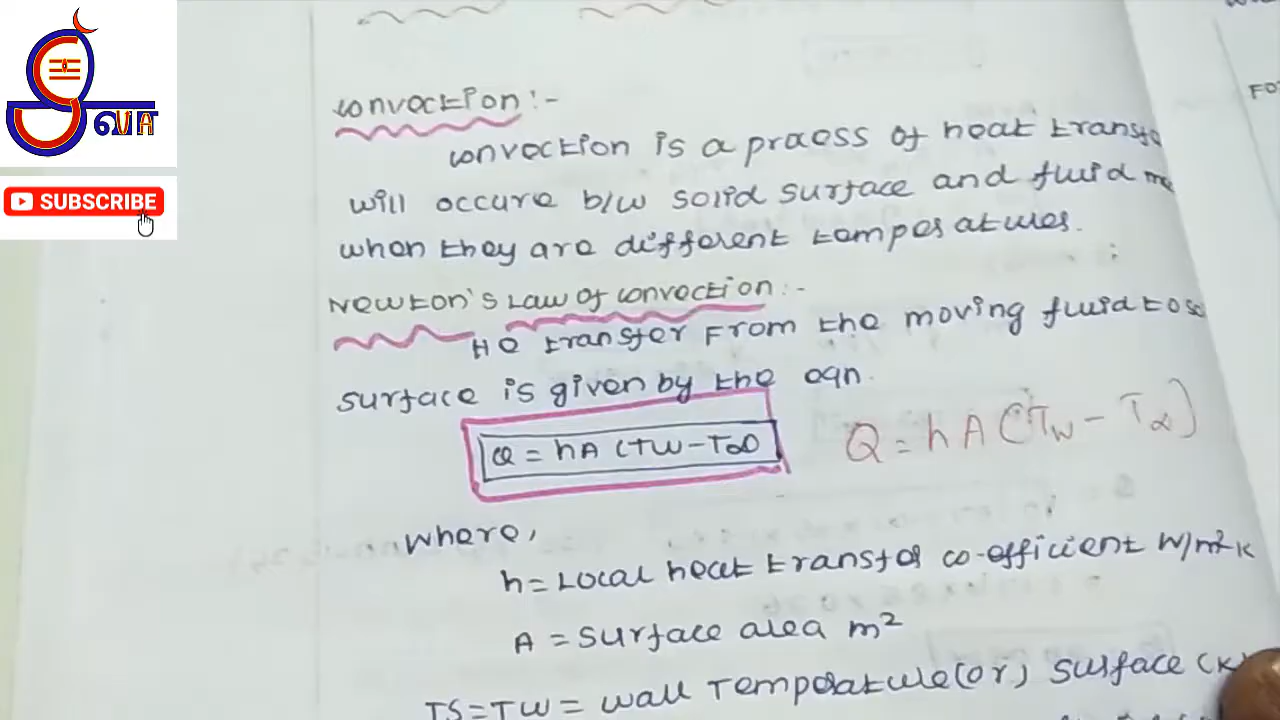 சிவா
SUBSCRIBE
convection :-
convection is a process of heat transfe
will occure b/w solid surface and fluid me
when they are different temperatures.
Newton's Law of convection :-
He transfer From the moving fluid to so
surface is given by the eqn.
Q = hA (TW-T∞)
Q = h A (Tw - T∞)
where,
h = Local heat transfer co-efficient W/m²K
A = surface area m²
TS = TW = wall Temperature (or) surface (K)
FO